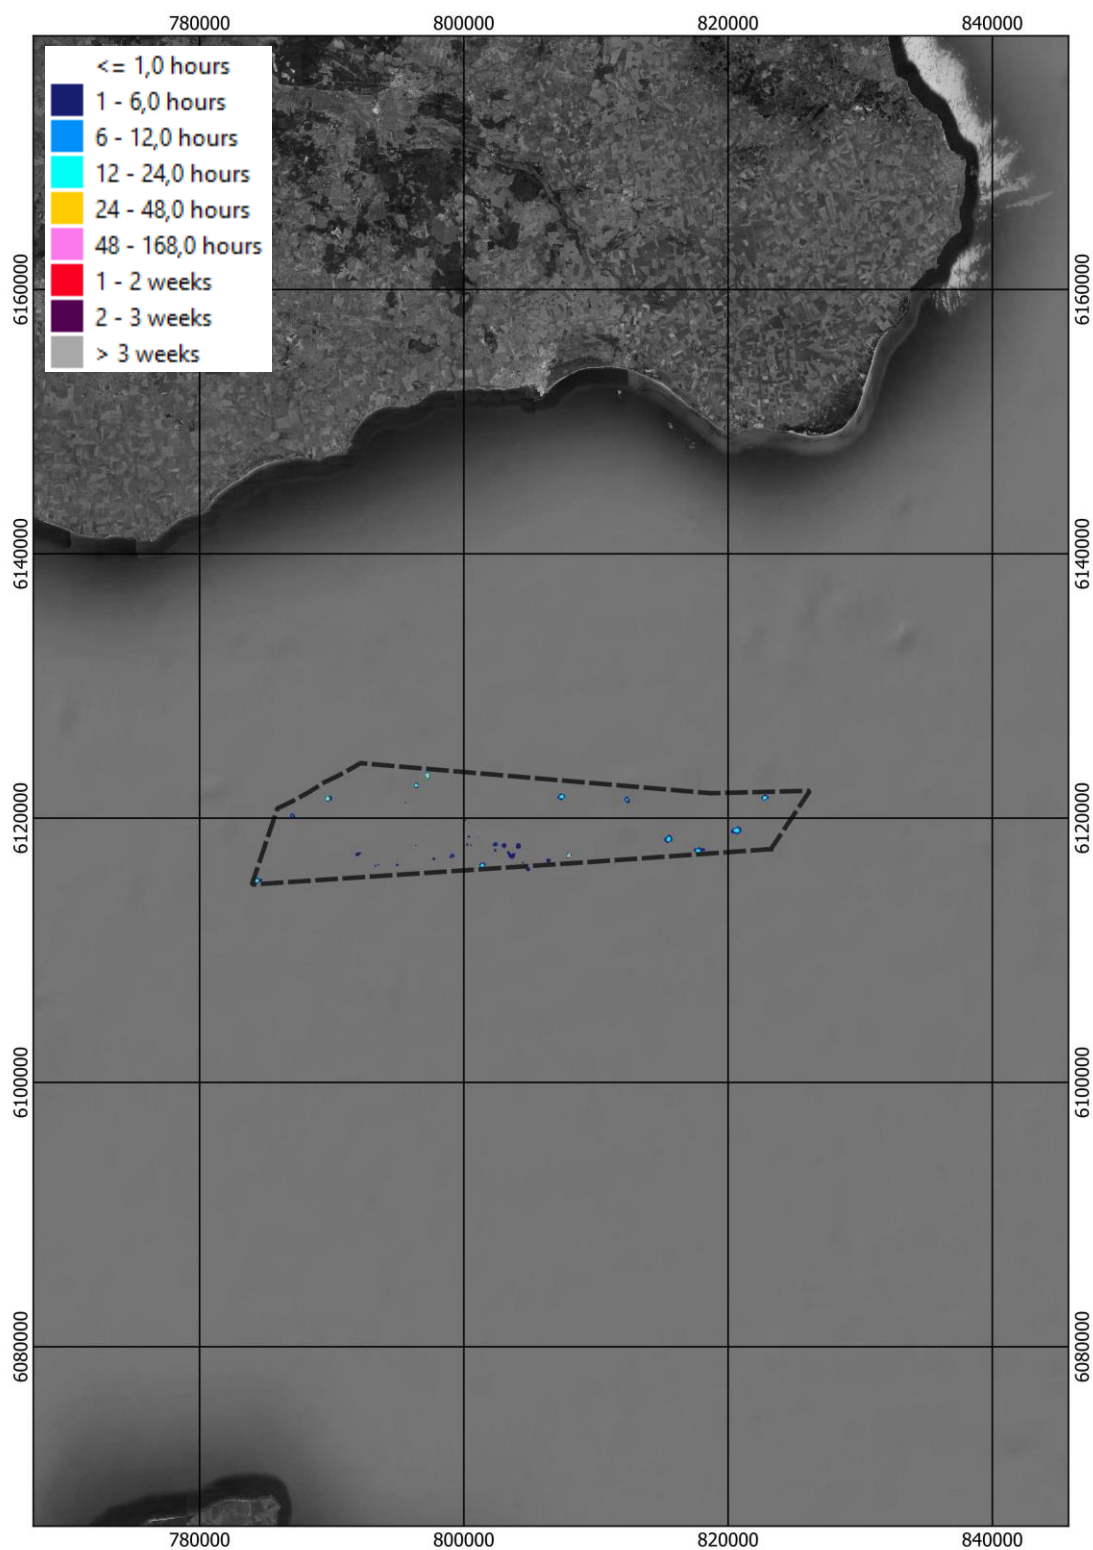 780000 800000 820000 840000
<= 1,0 hours
1 - 6,0 hours
6 - 12,0 hours
12 - 24,0 hours
24 - 48,0 hours
48 - 168,0 hours
1 - 2 weeks
2 - 3 weeks
> 3 weeks
6160000 6160000
6140000 6140000
6120000 6120000
6100000 6100000
6080000 6080000
780000 800000 820000 840000